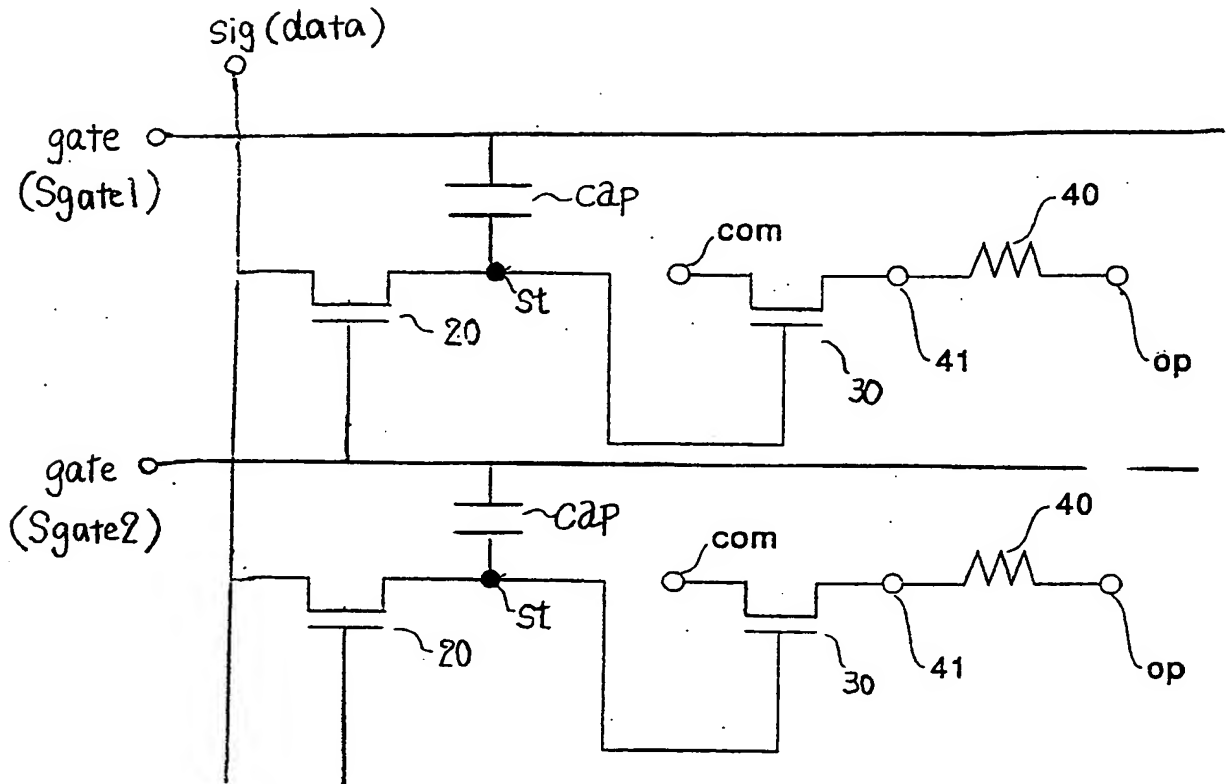 sig (data)
gate
(Sgate1)
cap
com
40
st
20
30
41
op
gate
(Sgate2)
cap
com
40
st
20
30
41
op